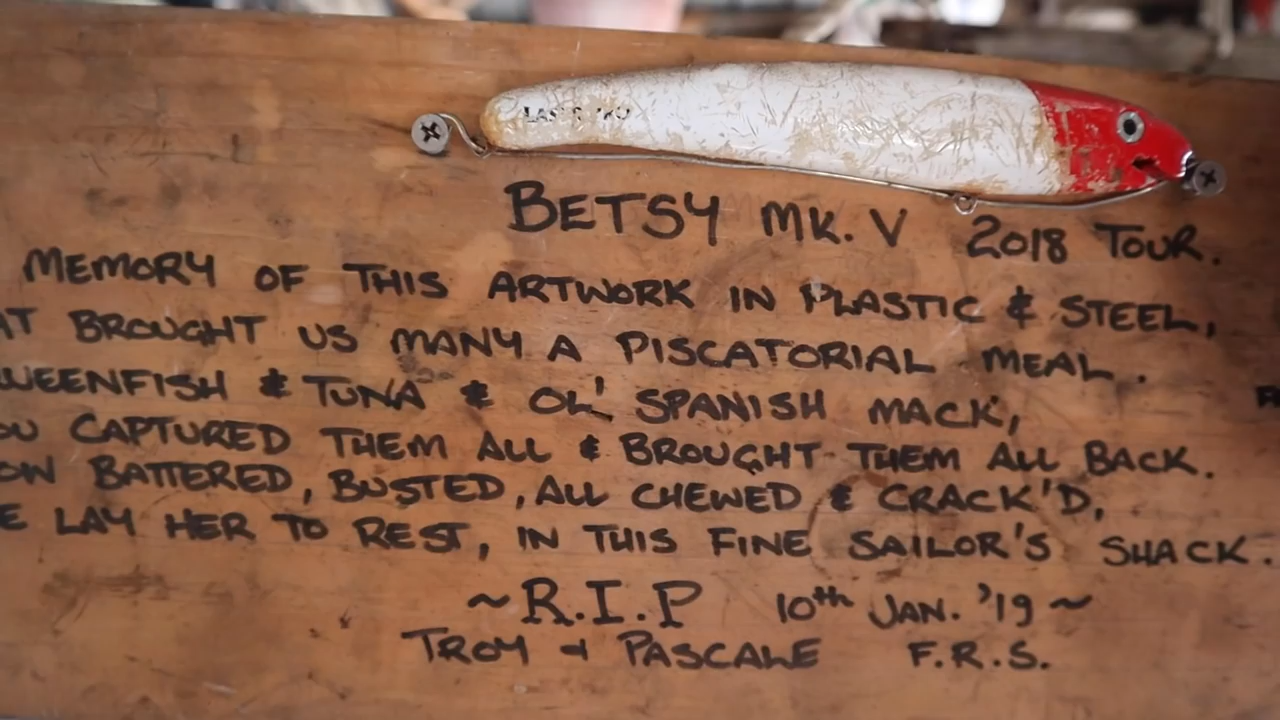 BETSY MK. V 2018 TOUR.
MEMORY OF THIS ARTWORK IN PLASTIC & STEEL,
AT BROUGHT US MANY A PISCATORIAL MEAL.
UEENFISH & TUNA & OL' SPANISH MACK,
OU CAPTURED THEM ALL & BROUGHT THEM ALL BACK.
OW BATTERED, BUSTED, ALL CHEWED & CRACK'D,
E LAY HER TO REST, IN THIS FINE SAILOR'S SHACK.
~R.I.P 10th JAN. '19~
TROY & PASCALE F.R.S.